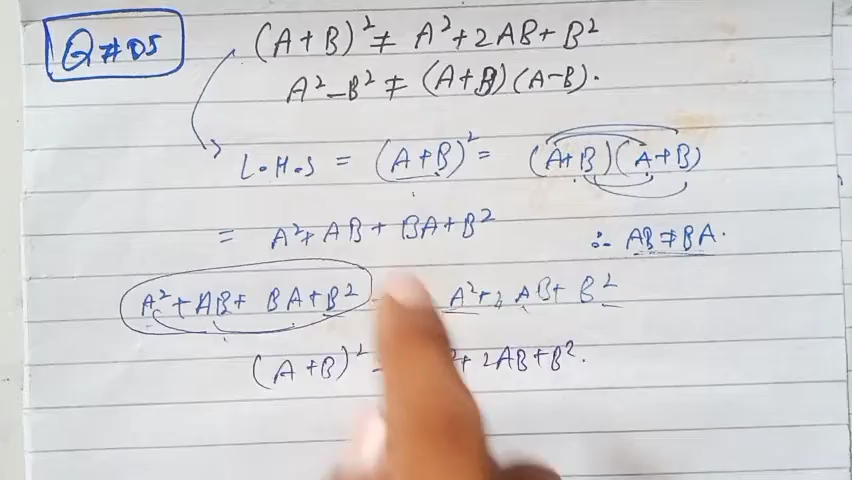 Q#05
(A+B)² ≠ A²+2AB+B²
A²-B² ≠ (A+B)(A-B).
L.H.S = (A+B)² = (A+B)(A+B)
= A²+AB+BA+B² ∴ AB≠BA.
A²+AB+BA+B² A²+2AB+B²
(A+B)² +2AB+B².